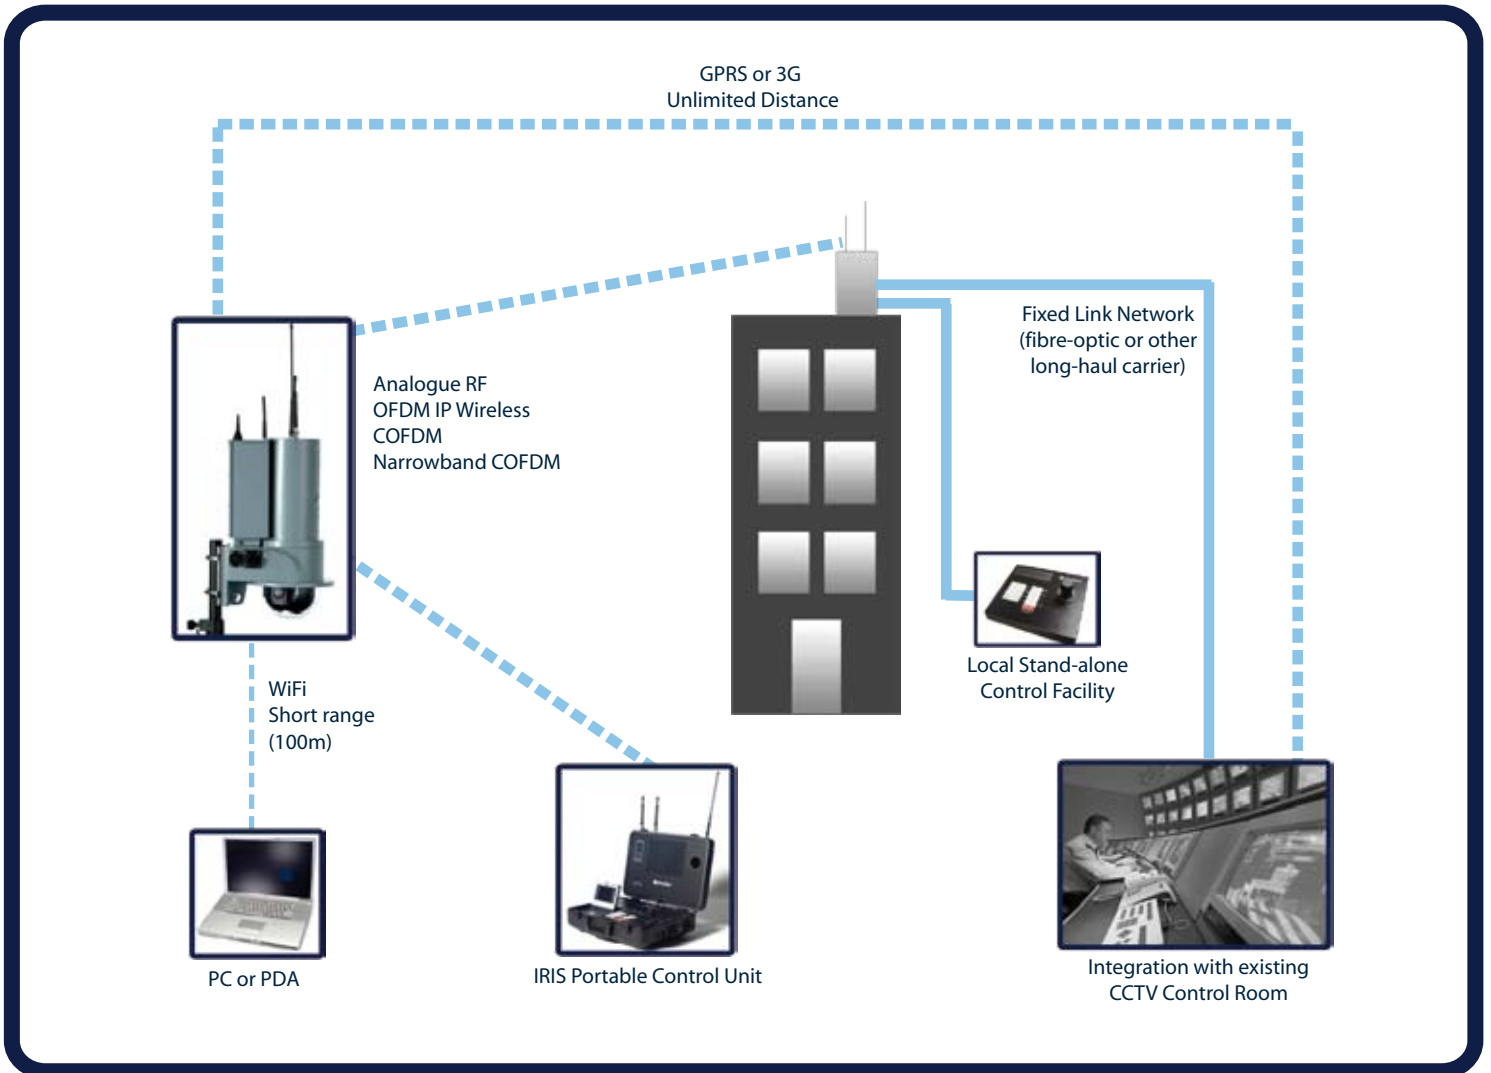 GPRS or 3G
Unlimited Distance
Fixed Link Network
(fibre-optic or other
long-haul carrier)
Analogue RF
OFDM IP Wireless
COFDM
Narrowband COFDM
Local Stand-alone
Control Facility
WiFi
Short range
(100m)
PC or PDA
IRIS Portable Control Unit
Integration with existing
CCTV Control Room